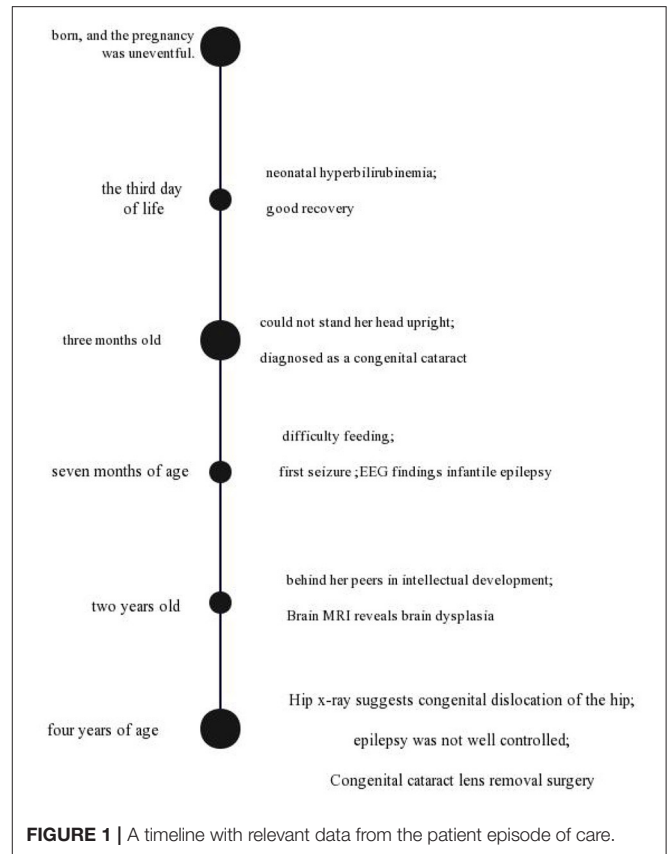 born, and the pregnancy
was uneventful.
neonatal hyperbilirubinemia;
the third day
of life
good recovery
could not stand her head upright;
three months old
diagnosed as a congenital cataract
difficulty feeding;
seven months of age
first seizure ;EEG findings infantile epilepsy
behind her peers in intellectual development;
two years old
Brain MRI reveals brain dysplasia
Hip x-ray suggests congenital dislocation of the hip;
four years of age
epilepsy was not well controlled;
Congenital cataract lens removal surgery
FIGURE 1 | A timeline with relevant data from the patient episode of care.